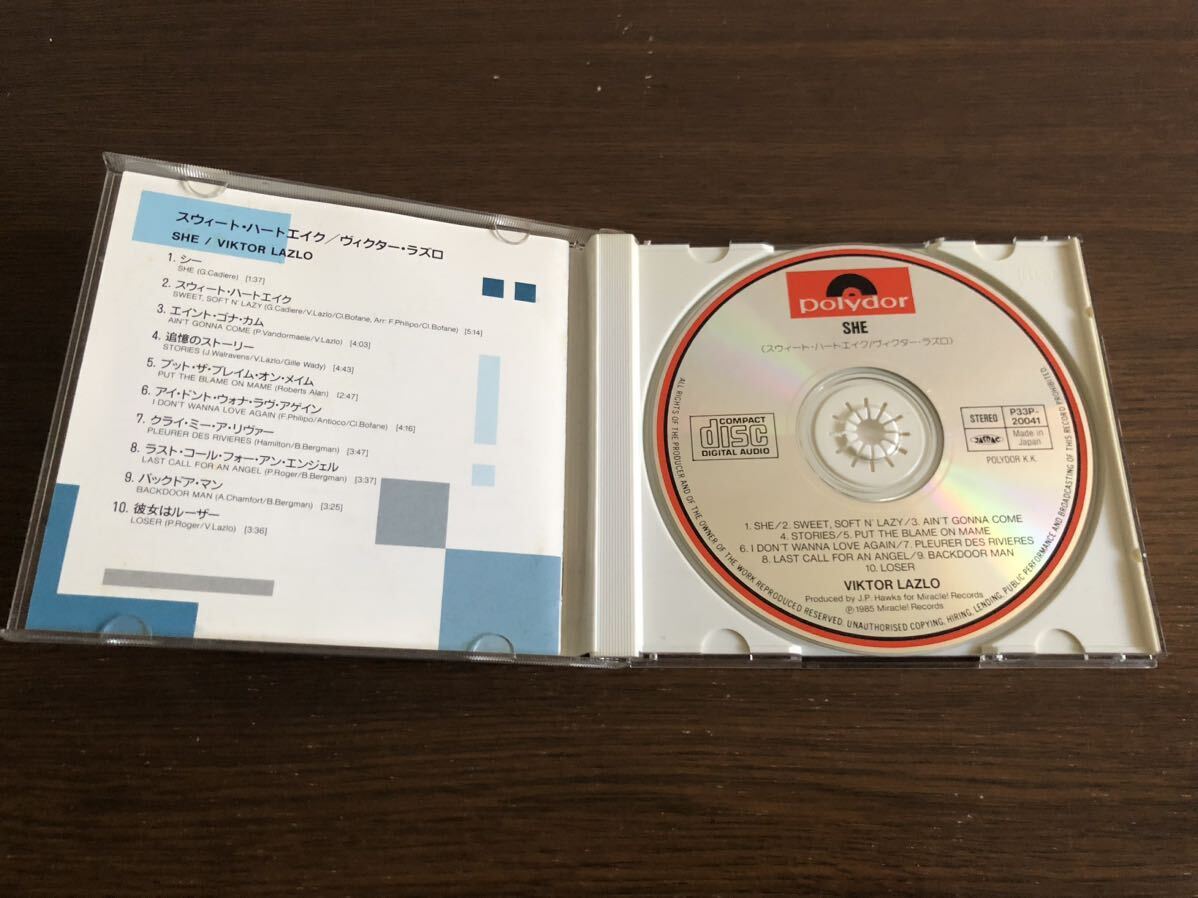 スウィート・ハートエイク/ヴィクター・ラズロ
SHE / VIKTOR LAZLO
1. シー
SHE (G.Cadiere) [1:37]
2. スウィート・ハートエイク
SWEET, SOFT N' LAZY (G.Cadiere/V.Lazlo/Cl.Bofane, Arr: F.Philipo/Cl.Bofane) [5:14]
3. エイント・ゴナ・カム
AIN'T GONNA COME (P.Vandormaele/V.Lazlo) [4:03]
4. 追憶のストーリー
STORIES (J.Walravens/V.Lazlo/Gille Wady) [4:43]
5. プット・ザ・ブレイム・オン・メイム
PUT THE BLAME ON MAME (Roberts Alan) [2:47]
6. アイ・ドント・ウォナ・ラヴ・アゲイン
I DON'T WANNA LOVE AGAIN (F.Philipo/Antioco/Cl.Bofane) [4:16]
7. クライ・ミー・ア・リヴァー
PLEURER DES RIVIERES (Hamilton/B.Bergman) [3:47]
8. ラスト・コール・フォー・アン・エンジェル
LAST CALL FOR AN ANGEL (P.Roger/B.Bergman) [3:37]
9. バックドア・マン
BACKDOOR MAN (A.Chamfort/B.Bergman) [3:25]
10. 彼女はルーザー
LOSER (P.Roger/V.Lazlo) [3:36]
polydor
SHE
(スウィート・ハートエイク/ヴィクター・ラズロ)
COMPACT
disc
DIGITAL AUDIO
STEREO
P33P-
20041
JASRAC
Made in
Japan
POLYDOR K.K.
1. SHE/2. SWEET, SOFT N' LAZY/3. AIN'T GONNA COME
4. STORIES/5. PUT THE BLAME ON MAME
6. I DON'T WANNA LOVE AGAIN/7. PLEURER DES RIVIERES
8. LAST CALL FOR AN ANGEL/9. BACKDOOR MAN
10. LOSER
VIKTOR LAZLO
Produced by J.P. Hawks for Miracle! Records
℗1985 Miracle! Records
ALL RIGHTS OF THE PRODUCER AND OF THE OWNER OF THE WORK REPRODUCED RESERVED. UNAUTHORISED COPYING, HIRING, LENDING, PUBLIC PERFORMANCE AND BROADCASTING OF THIS RECORD PROHIBITED.